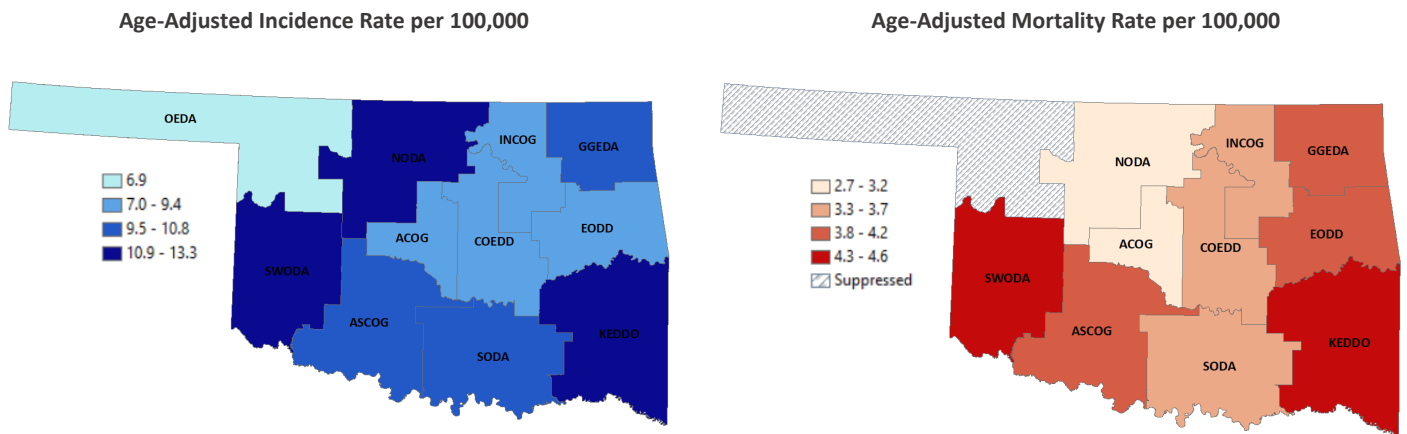 Age-Adjusted Incidence Rate per 100,000
OEDA
NODA
INCOG
GGEDA
6.9
7.0 - 9.4
9.5 - 10.8
10.9 - 13.3
ACOG
COEDD
EODD
SWODA
ASCOG
SODA
KEDDO
Age-Adjusted Mortality Rate per 100,000
NODA
INCOG
GGEDA
2.7 - 3.2
3.3 - 3.7
3.8 - 4.2
4.3 - 4.6
Suppressed
ACOG
COEDD
EODD
SWODA
ASCOG
SODA
KEDDO